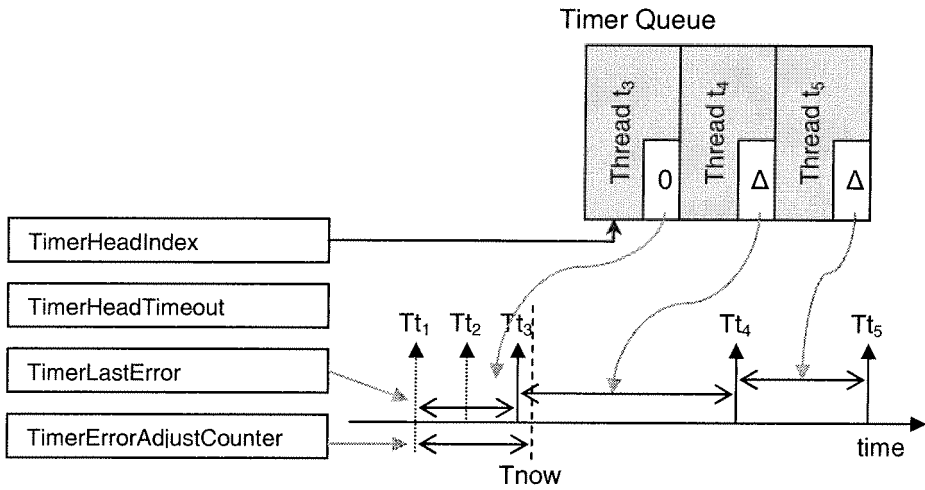 Timer Queue
Thread t₃
Thread t₄
Thread t₅
0
Δ
Δ
TimerHeadIndex
TimerHeadTimeout
TimerLastError
TimerErrorAdjustCounter
Tt₁
Tt₂
Tt₃
Tt₄
Tt₅
time
Tnow